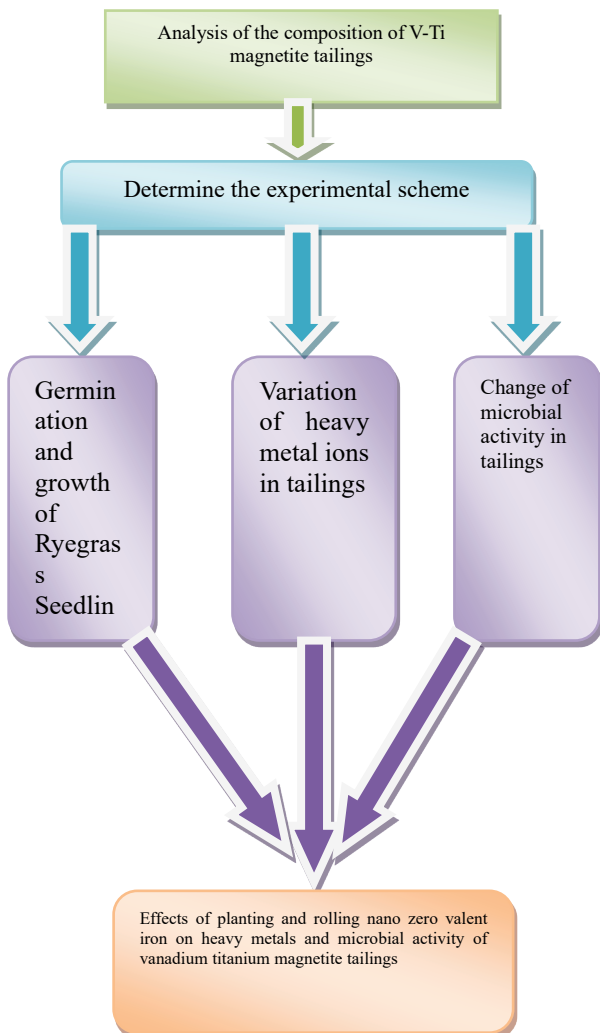 Analysis of the composition of V-Ti
magnetite tailings
Determine the experimental scheme
Germin
ation
and
growth
of
Ryegras
s
Seedlin
Variation
of heavy
metal ions
in tailings
Change of
microbial
activity in
tailings
Effects of planting and rolling nano zero valent
iron on heavy metals and microbial activity of
vanadium titanium magnetite tailings